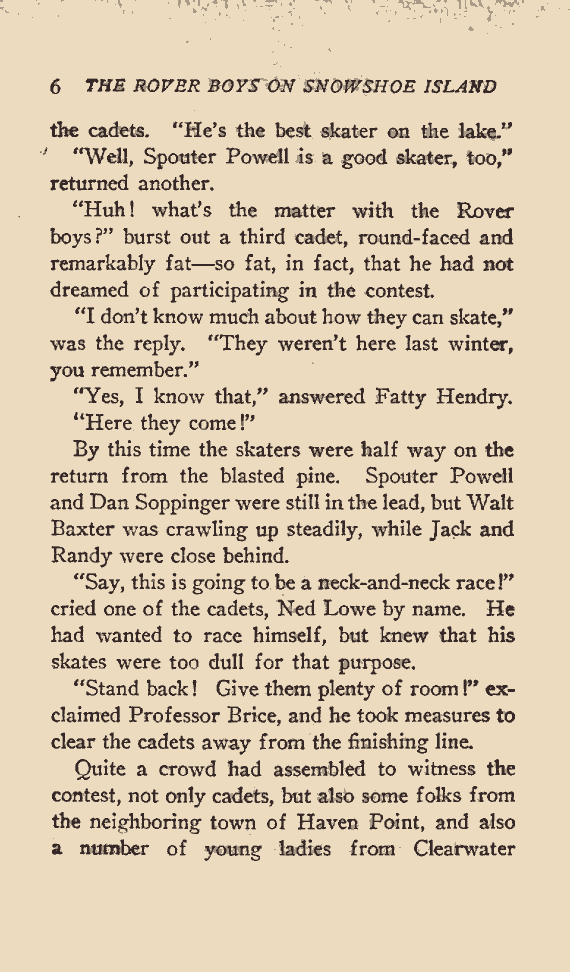 6 THE ROVER BOYS ON SNOWSHOE ISLAND
the cadets. "He's the best skater on the lake."
"Well, Spouter Powell is a good skater, too,"
returned another.
"Huh! what's the matter with the Rover
boys?" burst out a third cadet, round-faced and
remarkably fat—so fat, in fact, that he had not
dreamed of participating in the contest.
"I don't know much about how they can skate,"
was the reply. "They weren't here last winter,
you remember."
"Yes, I know that," answered Fatty Hendry.
"Here they come!"
By this time the skaters were half way on the
return from the blasted pine. Spouter Powell
and Dan Soppinger were still in the lead, but Walt
Baxter was crawling up steadily, while Jack and
Randy were close behind.
"Say, this is going to be a neck-and-neck race!"
cried one of the cadets, Ned Lowe by name. He
had wanted to race himself, but knew that his
skates were too dull for that purpose.
"Stand back! Give them plenty of room!" ex-
claimed Professor Brice, and he took measures to
clear the cadets away from the finishing line.
Quite a crowd had assembled to witness the
contest, not only cadets, but also some folks from
the neighboring town of Haven Point, and also
a number of young ladies from Clearwater